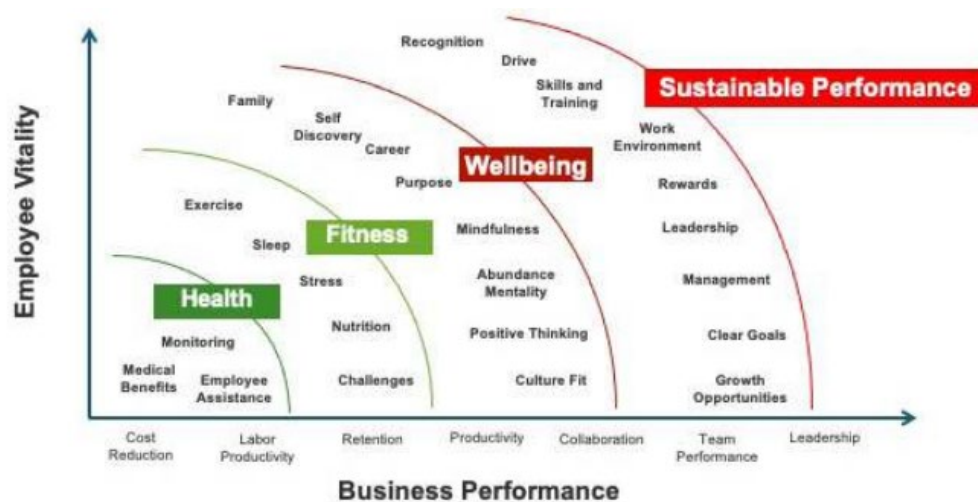 Recognition
Drive
Sustainable Performance
Skills and
Training
Family
Self
Discovery
Career
Work
Environment
Wellbeing
Purpose
Rewards
Exercise
Fitness
Mindfulness
Leadership
Sleep
Stress
Abundance
Mentality
Management
Health
Monitoring
Nutrition
Positive Thinking
Clear Goals
Medical
Benefits
Employee
Assistance
Challenges
Culture Fit
Growth
Opportunities
Employee Vitality
Cost
Reduction
Labor
Productivity
Retention
Productivity
Collaboration
Team
Performance
Leadership
Business Performance